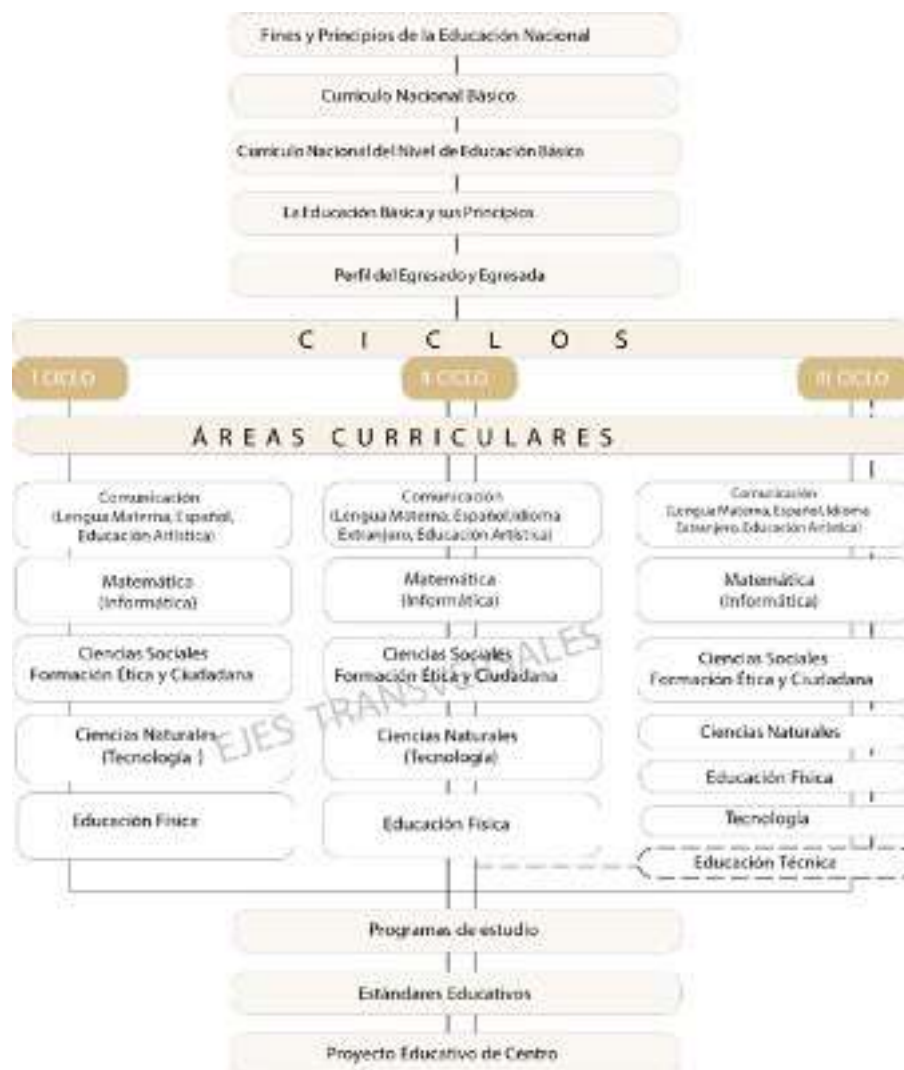 Fines y Principios de la Educación Nacional
Currículo Nacional Básico
Currículo Nacional del Nivel de Educación Básica
La Educación Básica y sus Principios
Perfil del Egresado y Egresada
C I C L O S
I CICLO
II CICLO
III CICLO
ÁREAS CURRICULARES
Comunicación
(Lengua Materna, Español,
Educación Artística)
Comunicación
(Lengua Materna, Español, Idioma
Extranjero, Educación Artística)
Comunicación
(Lengua Materna, Español, Idioma
Extranjero, Educación Artística)
Matemática
(Informática)
Matemática
(Informática)
Matemática
(Informática)
Ciencias Sociales
Formación Ética y Ciudadana
Ciencias Sociales
Formación Ética y Ciudadana
Ciencias Sociales
Formación Ética y Ciudadana
EJES TRANSVERSALES
Ciencias Naturales
(Tecnología )
Ciencias Naturales
(Tecnología)
Ciencias Naturales
Educación Física
Educación Física
Educación Física
Tecnología
Educación Técnica
Programas de estudio
Estándares Educativos
Proyecto Educativo de Centro